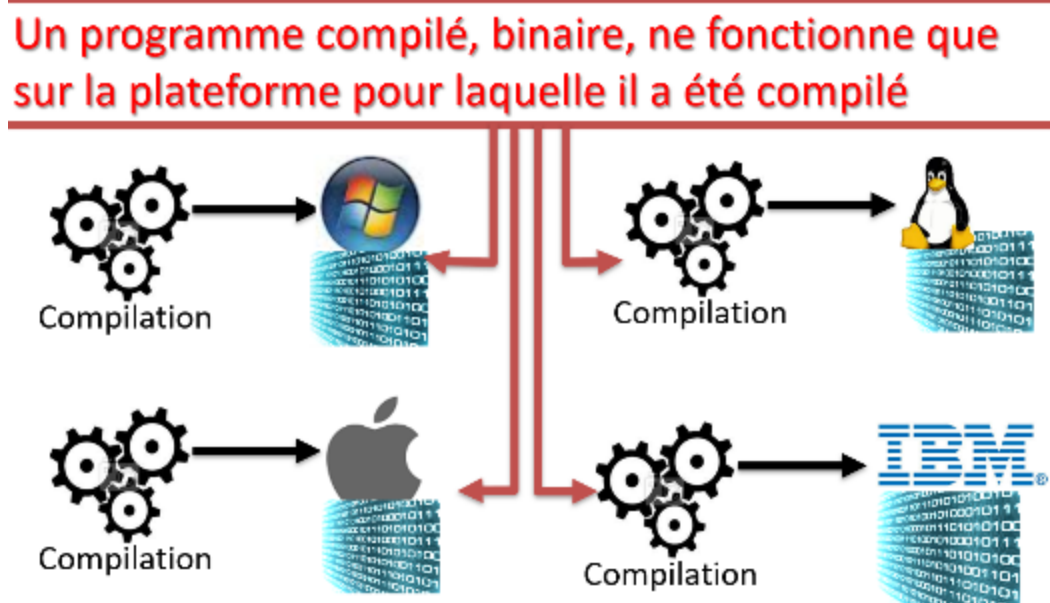 Un programme compilé, binaire, ne fonctionne que
sur la plateforme pour laquelle il a été compilé
Compilation
Compilation
Compilation
IBM®
Compilation